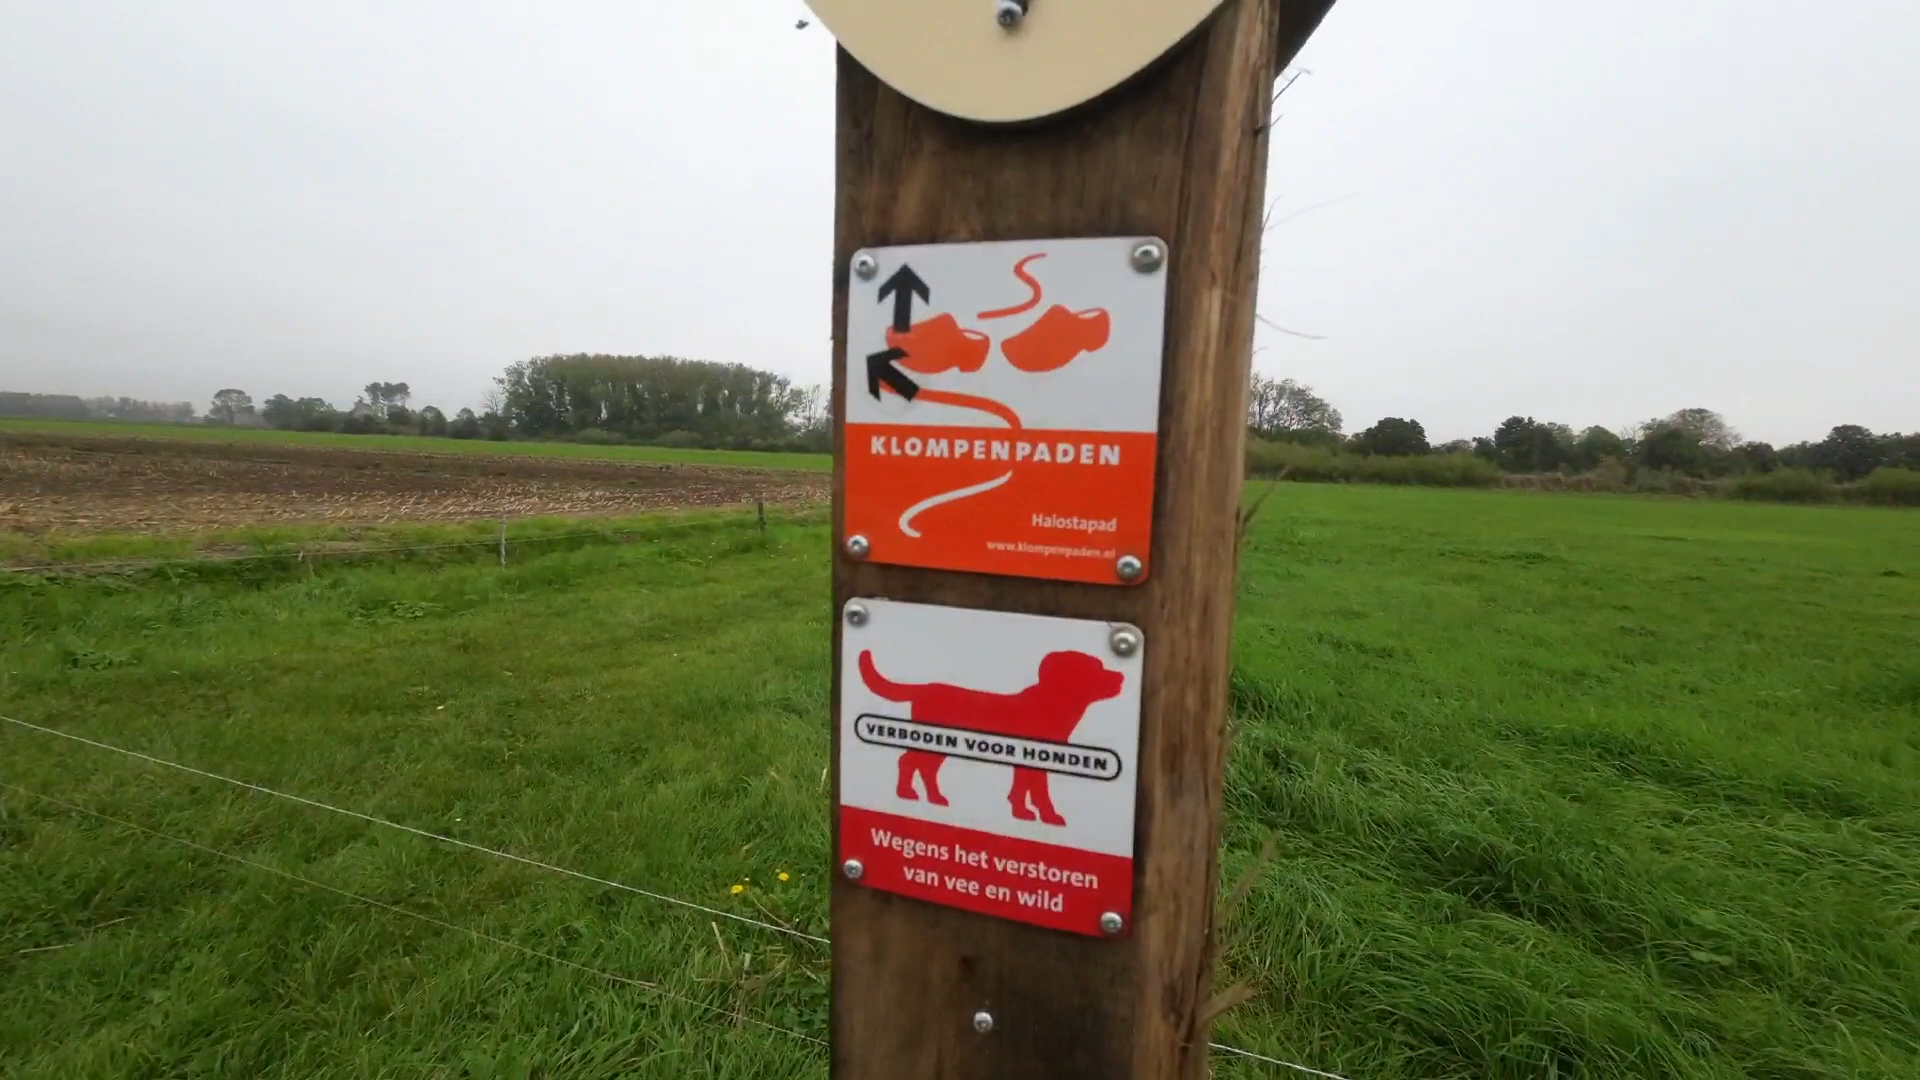 KLOMPENPADEN
Halostapad
www.klompenpaden.nl
VERBODEN VOOR HONDEN
Wegens het verstoren
van vee en wild